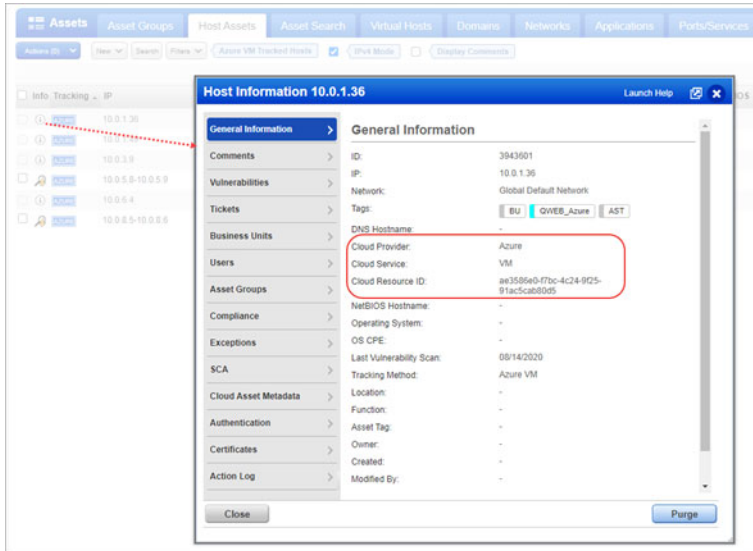 Assets
Asset Groups
Host Assets
Asset Search
Virtual Hosts
Domains
Networks
Applications
Ports/Services
Actions (0)
New
Search
Filters
Azure VM Tracked Hosts
IPv4 Mode
Display Comments
Info Tracking IP
OS
AZURE 10.0.1.36
AZURE
AZURE 10.0.3.9
AZURE 10.0.5.8-10.0.5.9
AZURE 10.0.6.4
AZURE 10.0.8.5-10.0.8.6
Host Information 10.0.1.36
Launch Help
General Information
Comments
Vulnerabilities
Tickets
Business Units
Users
Asset Groups
Compliance
Exceptions
SCA
Cloud Asset Metadata
Authentication
Certificates
Action Log
General Information
ID: 3943601
IP: 10.0.1.36
Network: Global Default Network
Tags: BU QWEB_Azure AST
DNS Hostname: -
Cloud Provider: Azure
Cloud Service: VM
Cloud Resource ID: ae3586e0-f7bc-4c24-9f25-
91ac5cab80d5
NetBIOS Hostname: -
Operating System: -
OS CPE: -
Last Vulnerability Scan: 08/14/2020
Tracking Method: Azure VM
Location: -
Function: -
Asset Tag: -
Owner: -
Created: -
Modified By: -
Close
Purge